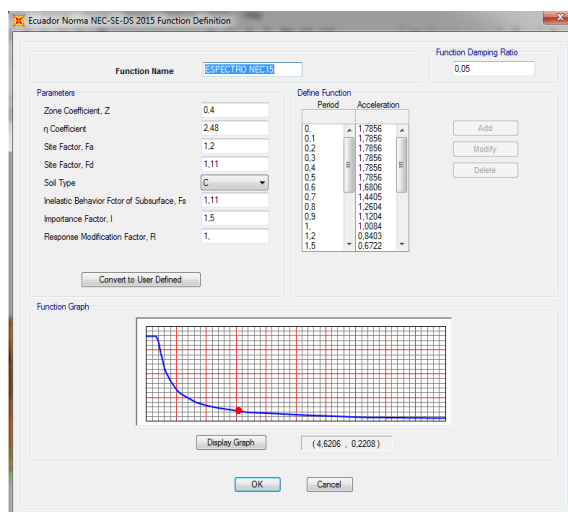 Ecuador Norma NEC-SE-DS 2015 Function Definition
Function Damping Ratio
Function Name ESPECTRO NEC15 0,05
Parameters
Zone Coefficient, Z 0,4
η Coefficient 2,48
Site Factor, Fa 1,2
Site Factor, Fd 1,11
Soil Type C
Inelastic Behavior Fctor of Subsurface, Fs 1,11
Importance Factor, I 1,5
Response Modification Factor, R 1,
Convert to User Defined
Define Function
Period Acceleration
0, 1,7856
0,1 1,7856
0,2 1,7856
0,3 1,7856
0,4 1,7856
0,5 1,7856
0,6 1,6806
0,7 1,4405
0,8 1,2604
0,9 1,1204
1, 1,0084
1,2 0,8403
1,5 0,6722
Add
Modify
Delete
Function Graph
Display Graph (4,6206 , 0,2208)
OK Cancel